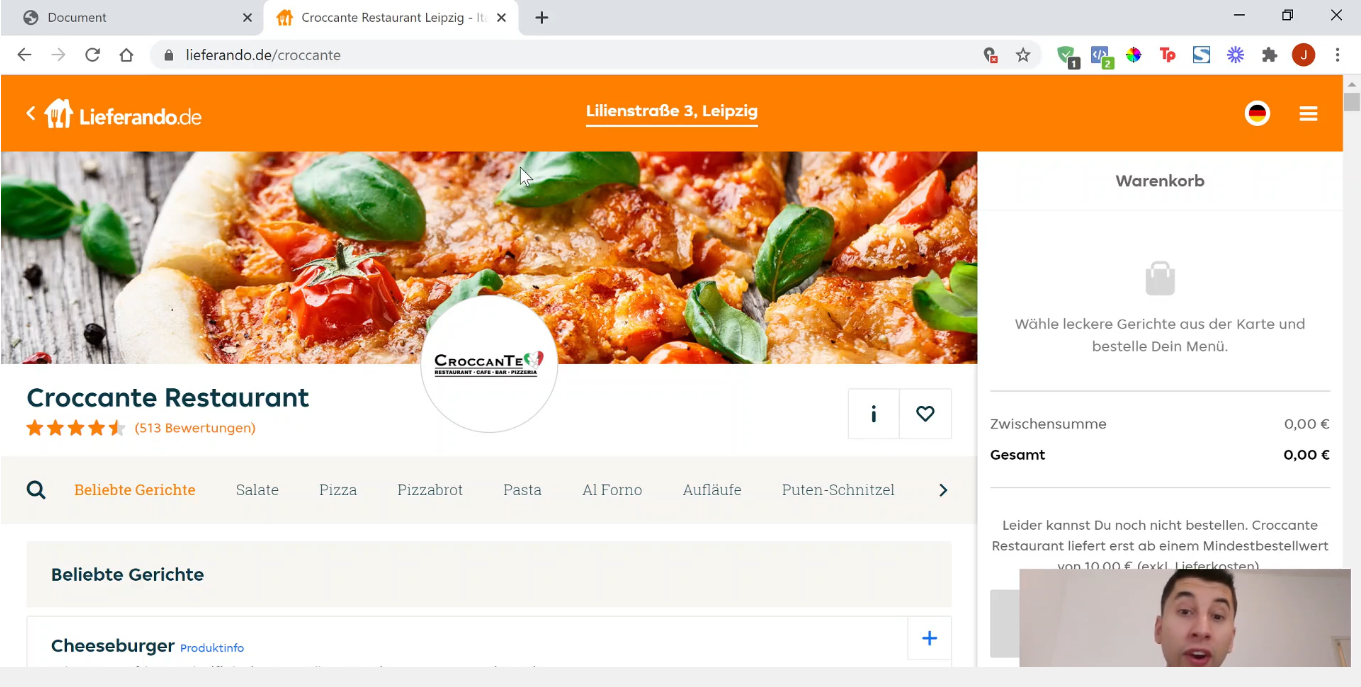 Document
Croccante Restaurant Leipzig - It
lieferando.de/croccante
1
2
Tp
J
Lieferando.de
Lilienstraße 3, Leipzig
Warenkorb
Wähle leckere Gerichte aus der Karte und
bestelle Dein Menü.
CROCCANTE
RESTAURANT · CAFE · BAR · PIZZERIA
Croccante Restaurant
(513 Bewertungen)
Zwischensumme 0,00 €
Gesamt 0,00 €
Beliebte Gerichte Salate Pizza Pizzabrot Pasta Al Forno Aufläufe Puten-Schnitzel
Leider kannst Du noch nicht bestellen. Croccante
Restaurant liefert erst ab einem Mindestbestellwert
von 10,00 € (exkl. Lieferkosten)
Beliebte Gerichte
Cheeseburger Produktinfo